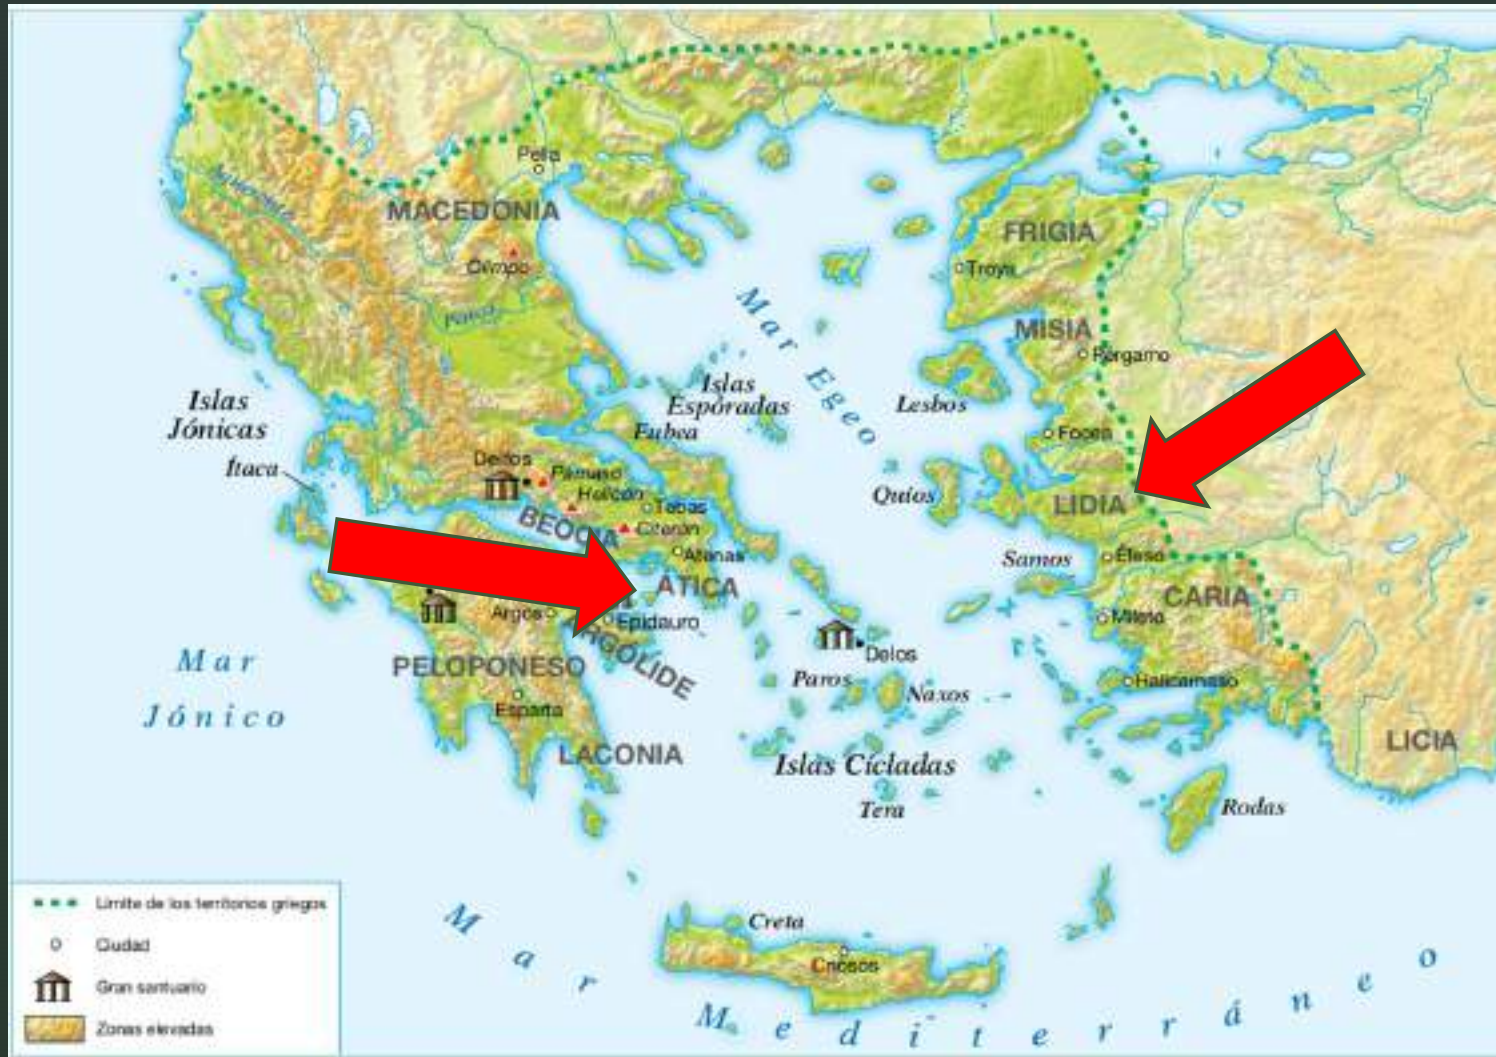 Pella
MACEDONIA
Olimpo
FRIGIA
Troya
MISIA
Pérgamo
Mar Egeo
Islas
Espóradas
Lesbos
Islas
Jónicas
Eubea
Focea
Ítaca
Parnaso
Helicón
Quíos
LIDIA
Tebas
BEOCIA
Citerón
Atenas
Samos
Éfeso
ÁTICA
CARIA
Argos
Epidauro
Mileto
ARGÓLIDE
Delos
Mar
Jónico
PELOPONESO
Paros
Naxos
Halicarnaso
Esparta
LACONIA
LICIA
Islas Cícladas
Tera
Rodas
Creta
Cnosos
Mar Mediterráneo
Límite de los territorios griegos
Ciudad
Gran santuario
Zonas elevadas